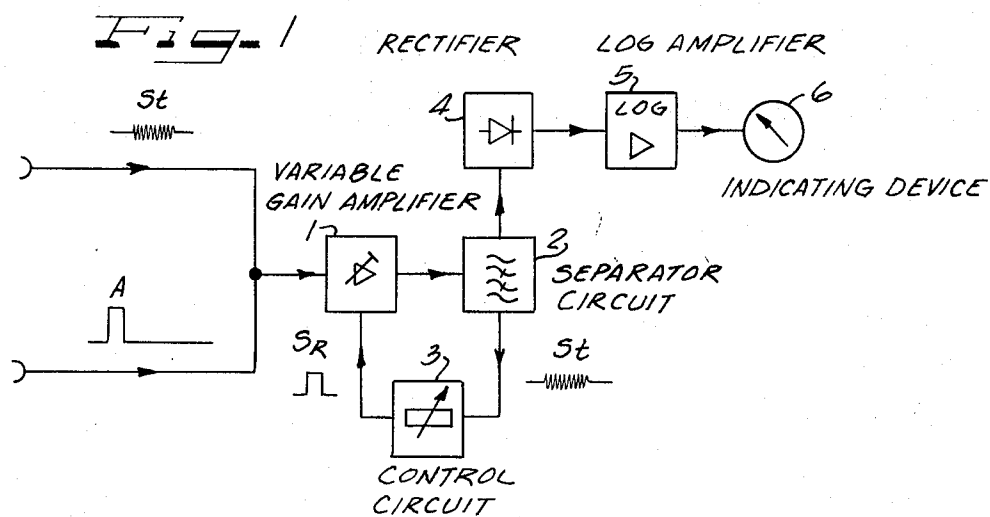 Fig. 1
RECTIFIER
LOG AMPLIFIER
St
4
5
LOG
6
VARIABLE
GAIN AMPLIFIER
INDICATING DEVICE
1
2
SEPARATOR
CIRCUIT
A
SR
3
St
CONTROL
CIRCUIT